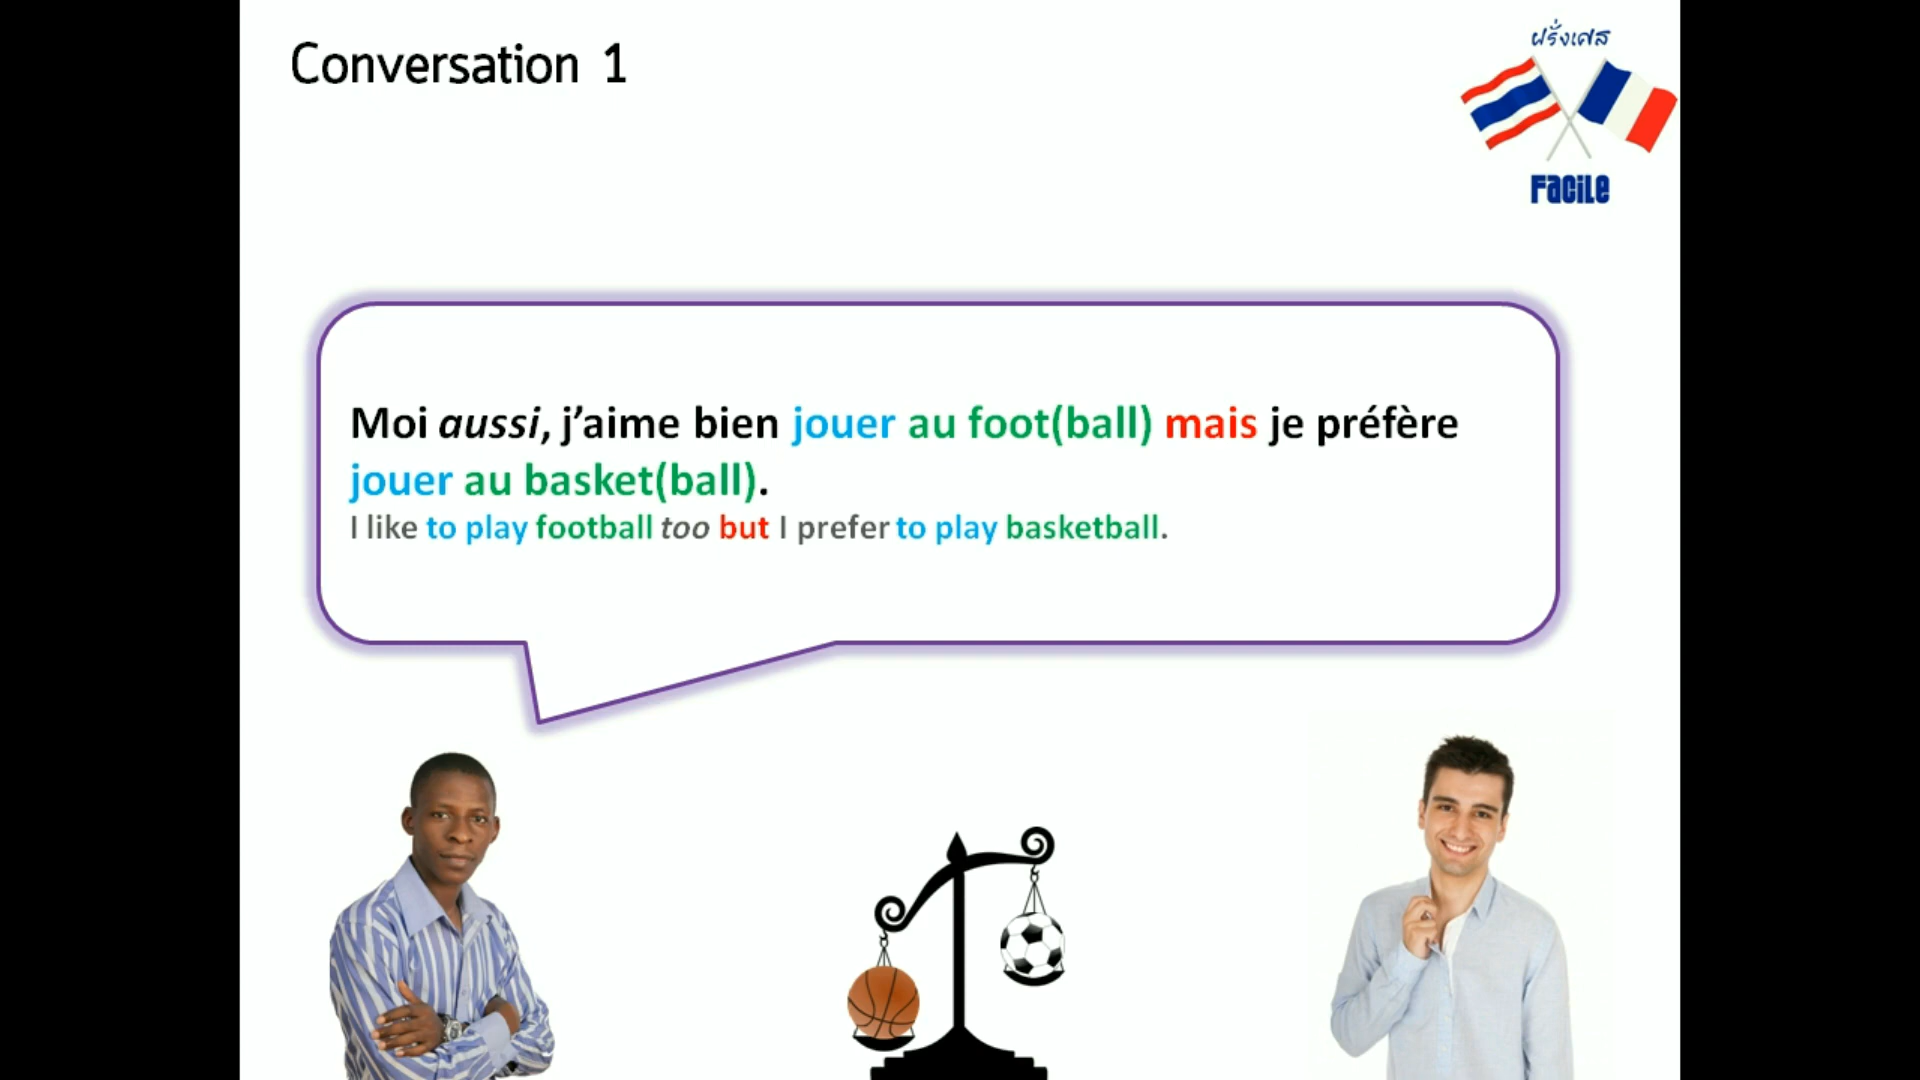 Conversation 1
ฝรั่งเศส
Facile
Moi aussi, j’aime bien jouer au foot(ball) mais je préfère
jouer au basket(ball).
I like to play football too but I prefer to play basketball.